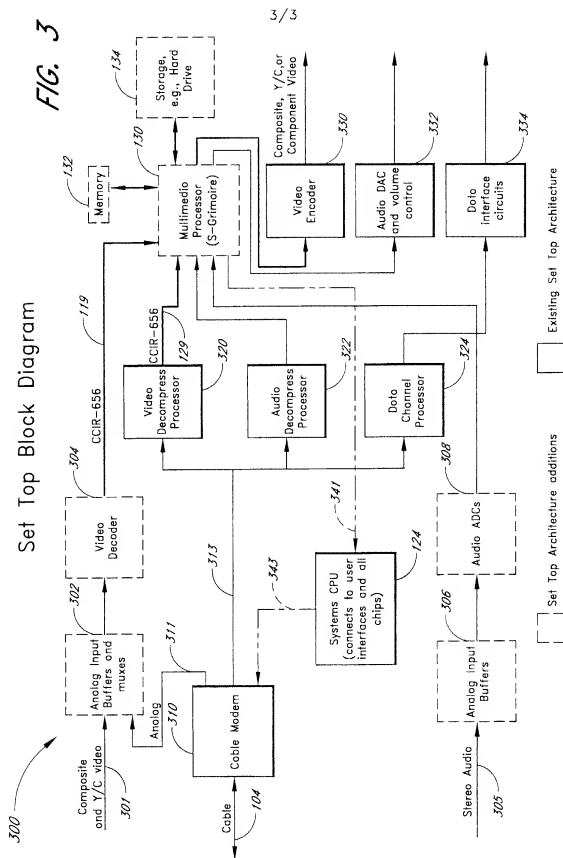 3/3
FIG. 3
Set Top Block Diagram
300
Composite
and Y/C video
301
302
Analog Input
Buffers and
muxes
304
Video
Decoder
CCIR-656
119
132
Memory
130
Multimedia
Processor
(S-Grimoire)
134
Storage,
e.g., Hard
Drive
Analog
311
310
Cable Modem
Cable
104
313
CCIR-656
129
Video
Decompress
Processor
320
Audio
Decompress
Processor
322
Data
Channel
Processor
324
Composite, Y/C,or
Component Video
Video
Encoder
330
Audio DAC
and volume
control
332
Data
interface
circuits
334
343
341
Systems CPU
(connects to user
interfaces and all
chips)
124
Stereo Audio
305
306
Analog input
Buffers
308
Audio ADCs
Set Top Architecture additions
Existing Set Top Architecture